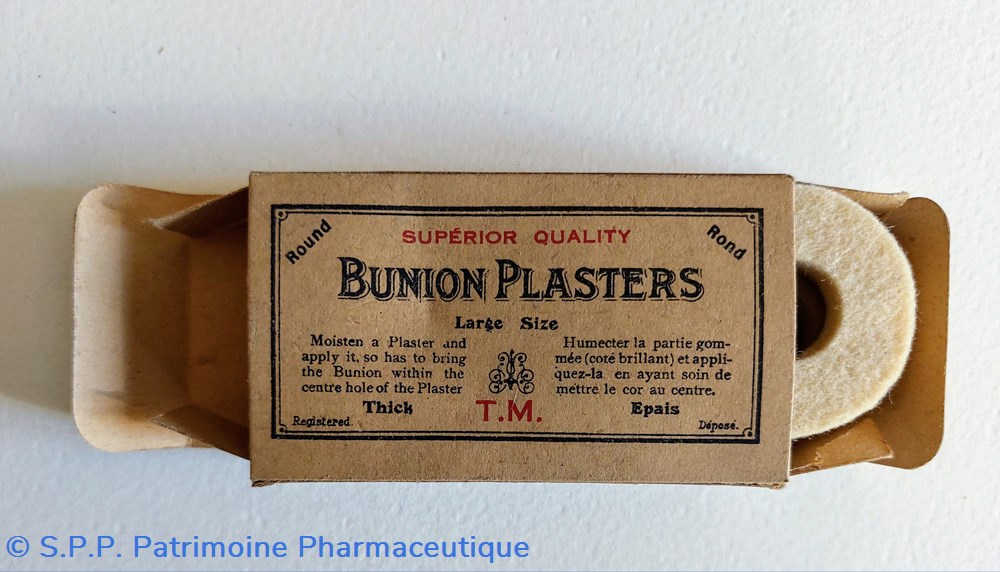 Round
Rond
SUPÉRIOR QUALITY
BUNION PLASTERS
Large Size
Moisten a Plaster and
apply it, so has to bring
the Bunion within the
centre hole of the Plaster
Thick
Registered.
Humecter la partie gom-
mée (coté brillant) et appli-
quez-la en ayant soin de
mettre le cor au centre.
Epais
Déposé.
T.M.
© S.P.P. Patrimoine Pharmaceutique